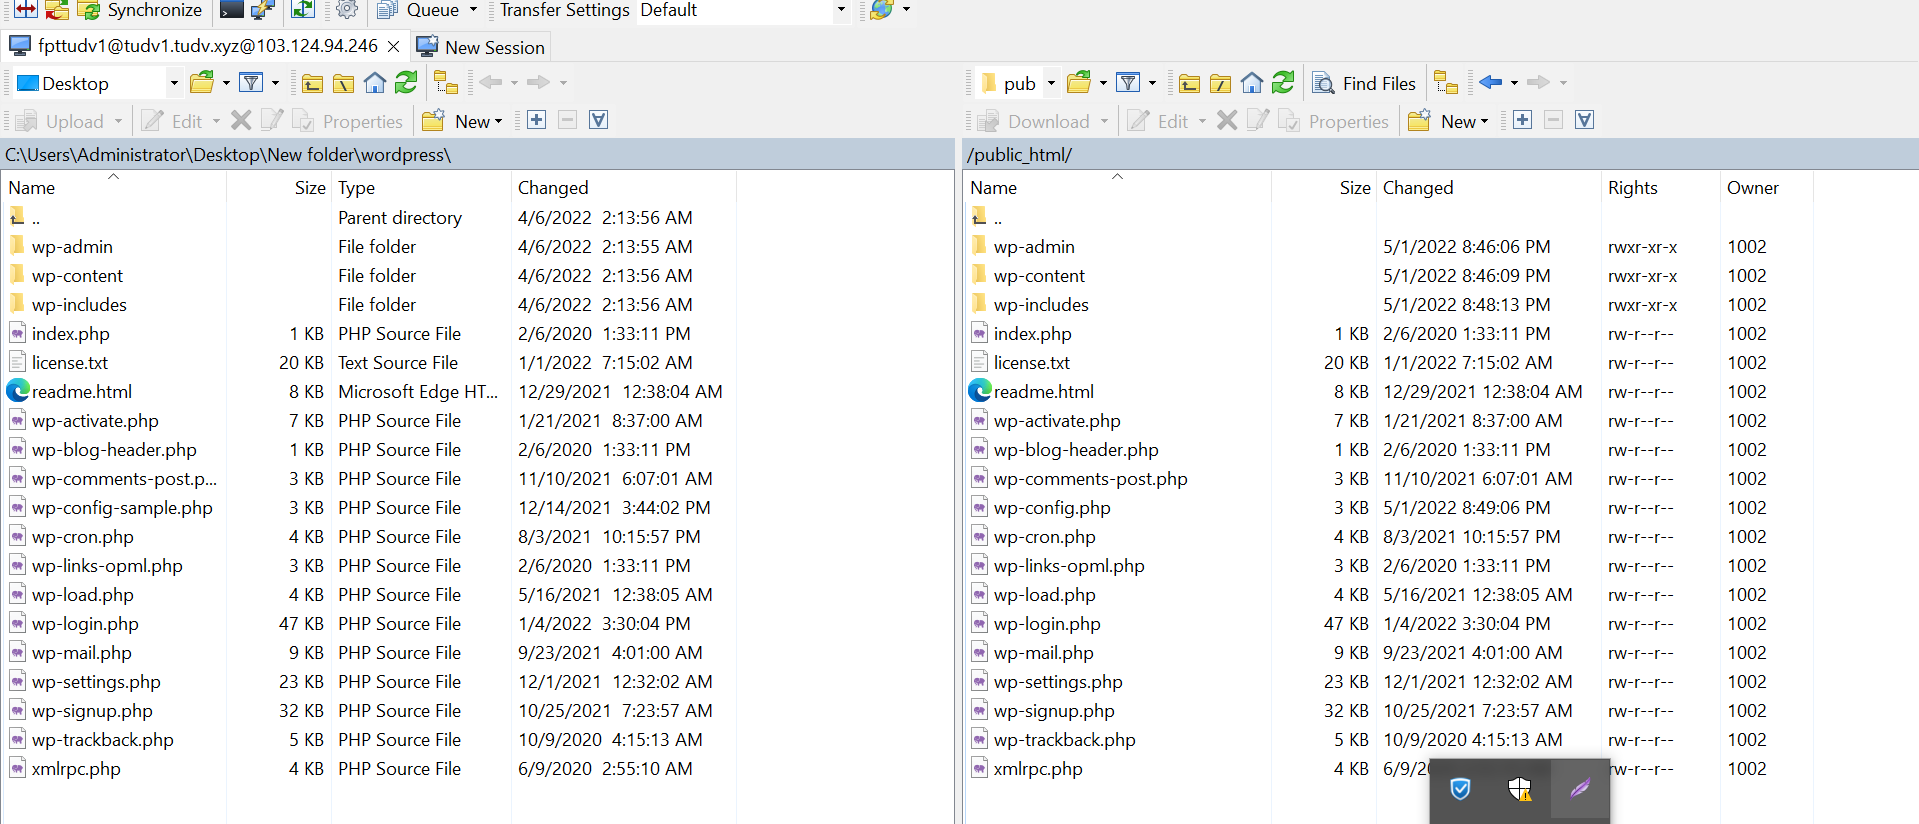 Synchronize Queue Transfer Settings Default
fpttudv1@tudv1.tudv.xyz@103.124.94.246 New Session
Desktop pub Find Files
Upload Edit Properties New Download Edit Properties New
C:\Users\Administrator\Desktop\New folder\wordpress\ /public_html/
Name Size Type Changed Name Size Changed Rights Owner
.. Parent directory 4/6/2022 2:13:56 AM ..
wp-admin File folder 4/6/2022 2:13:55 AM wp-admin 5/1/2022 8:46:06 PM rwxr-xr-x 1002
wp-content File folder 4/6/2022 2:13:56 AM wp-content 5/1/2022 8:46:09 PM rwxr-xr-x 1002
wp-includes File folder 4/6/2022 2:13:56 AM wp-includes 5/1/2022 8:48:13 PM rwxr-xr-x 1002
index.php 1 KB PHP Source File 2/6/2020 1:33:11 PM index.php 1 KB 2/6/2020 1:33:11 PM rw-r--r-- 1002
license.txt 20 KB Text Source File 1/1/2022 7:15:02 AM license.txt 20 KB 1/1/2022 7:15:02 AM rw-r--r-- 1002
readme.html 8 KB Microsoft Edge HT... 12/29/2021 12:38:04 AM readme.html 8 KB 12/29/2021 12:38:04 AM rw-r--r-- 1002
wp-activate.php 7 KB PHP Source File 1/21/2021 8:37:00 AM wp-activate.php 7 KB 1/21/2021 8:37:00 AM rw-r--r-- 1002
wp-blog-header.php 1 KB PHP Source File 2/6/2020 1:33:11 PM wp-blog-header.php 1 KB 2/6/2020 1:33:11 PM rw-r--r-- 1002
wp-comments-post.p... 3 KB PHP Source File 11/10/2021 6:07:01 AM wp-comments-post.php 3 KB 11/10/2021 6:07:01 AM rw-r--r-- 1002
wp-config-sample.php 3 KB PHP Source File 12/14/2021 3:44:02 PM wp-config.php 3 KB 5/1/2022 8:49:06 PM rw-r--r-- 1002
wp-cron.php 4 KB PHP Source File 8/3/2021 10:15:57 PM wp-cron.php 4 KB 8/3/2021 10:15:57 PM rw-r--r-- 1002
wp-links-opml.php 3 KB PHP Source File 2/6/2020 1:33:11 PM wp-links-opml.php 3 KB 2/6/2020 1:33:11 PM rw-r--r-- 1002
wp-load.php 4 KB PHP Source File 5/16/2021 12:38:05 AM wp-load.php 4 KB 5/16/2021 12:38:05 AM rw-r--r-- 1002
wp-login.php 47 KB PHP Source File 1/4/2022 3:30:04 PM wp-login.php 47 KB 1/4/2022 3:30:04 PM rw-r--r-- 1002
wp-mail.php 9 KB PHP Source File 9/23/2021 4:01:00 AM wp-mail.php 9 KB 9/23/2021 4:01:00 AM rw-r--r-- 1002
wp-settings.php 23 KB PHP Source File 12/1/2021 12:32:02 AM wp-settings.php 23 KB 12/1/2021 12:32:02 AM rw-r--r-- 1002
wp-signup.php 32 KB PHP Source File 10/25/2021 7:23:57 AM wp-signup.php 32 KB 10/25/2021 7:23:57 AM rw-r--r-- 1002
wp-trackback.php 5 KB PHP Source File 10/9/2020 4:15:13 AM wp-trackback.php 5 KB 10/9/2020 4:15:13 AM rw-r--r-- 1002
xmlrpc.php 4 KB PHP Source File 6/9/2020 2:55:10 AM xmlrpc.php 4 KB rw-r--r-- 1002